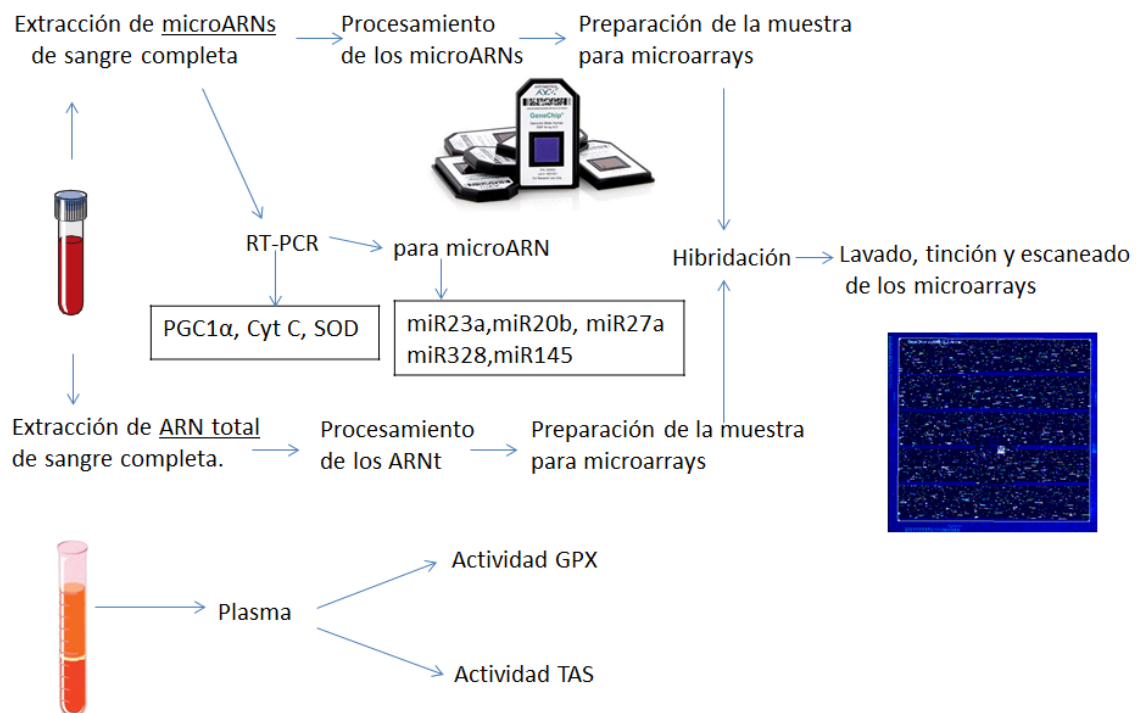 Extracción de microARNs
de sangre completa
Procesamiento
de los microARNs
Preparación de la muestra
para microarrays
GeneChip®
RT-PCR
para microARN
Hibridación
Lavado, tinción y escaneado
de los microarrays
PGC1α, Cyt C, SOD
miR23a,miR20b, miR27a
miR328,miR145
Extracción de ARN total
de sangre completa.
Procesamiento
de los ARNt
Preparación de la muestra
para microarrays
Actividad GPX
Plasma
Actividad TAS